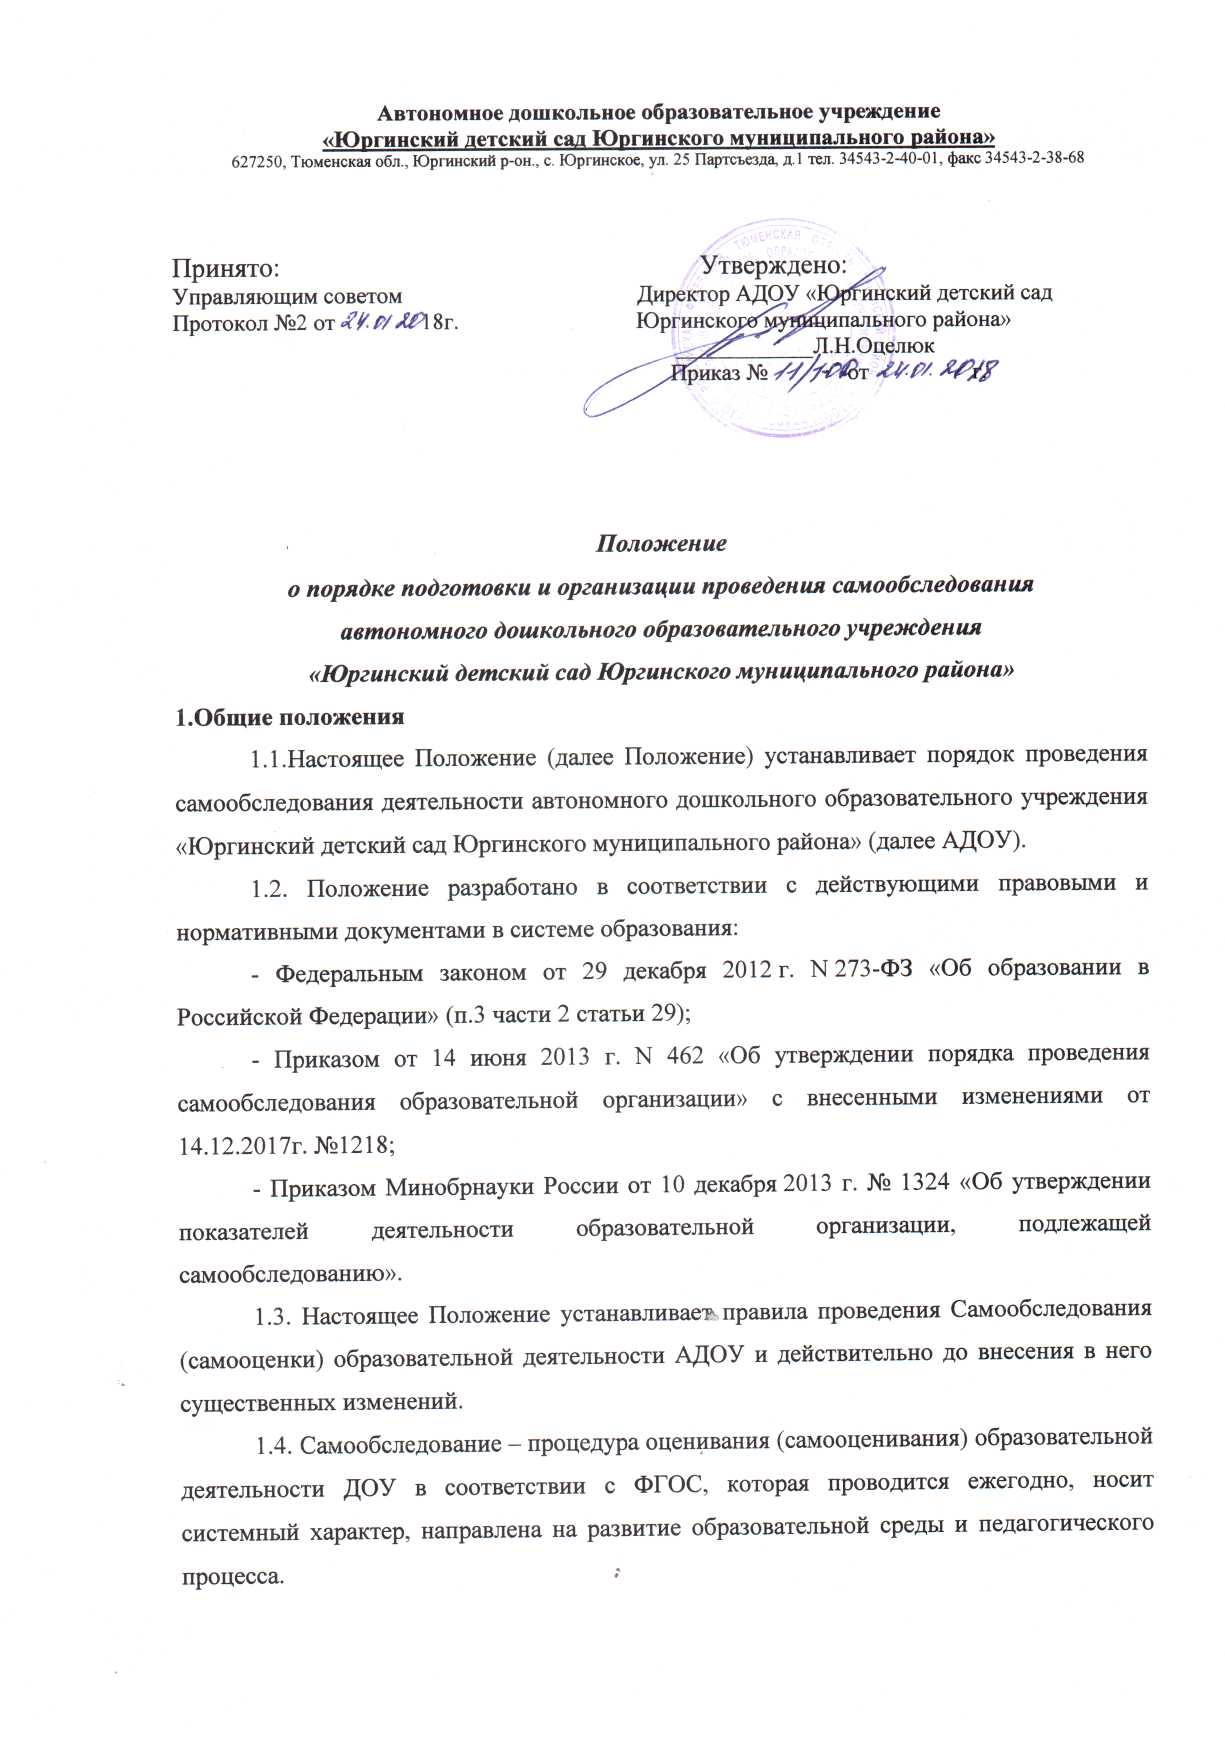 Автономное дошкольное образовательное учреждение
«Юргинский детский сад Юргинского муниципального района»
627250, Тюменская обл., Юргинский р-он., с. Юргинское, ул. 25 Партсъезда, д.1 тел. 34543-2-40-01, факс 34543-2-38-68
Принято:
Управляющим советом
Протокол №2 от 24.01 2018г.
Утверждено:
Директор АДОУ «Юргинский детский сад
Юргинского муниципального района»
____________Л.Н.Оцелюк
Приказ № от 24.01.2018
ТЮМЕНСКАЯ
Положение
о порядке подготовки и организации проведения самообследования
автономного дошкольного образовательного учреждения
«Юргинский детский сад Юргинского муниципального района»
1.Общие положения
1.1.Настоящее Положение (далее Положение) устанавливает порядок проведения
самообследования деятельности автономного дошкольного образовательного учреждения
«Юргинский детский сад Юргинского муниципального района» (далее АДОУ).
1.2. Положение разработано в соответствии с действующими правовыми и
нормативными документами в системе образования:
- Федеральным законом от 29 декабря 2012 г. N 273-ФЗ «Об образовании в
Российской Федерации» (п.3 части 2 статьи 29);
- Приказом от 14 июня 2013 г. N 462 «Об утверждении порядка проведения
самообследования образовательной организации» с внесенными изменениями от
14.12.2017г. №1218;
- Приказом Минобрнауки России от 10 декабря 2013 г. № 1324 «Об утверждении
показателей деятельности образовательной организации, подлежащей
самообследованию».
1.3. Настоящее Положение устанавливает правила проведения Самообследования
(самооценки) образовательной деятельности АДОУ и действительно до внесения в него
существенных изменений.
1.4. Самообследование – процедура оценивания (самооценивания) образовательной
деятельности ДОУ в соответствии с ФГОС, которая проводится ежегодно, носит
системный характер, направлена на развитие образовательной среды и педагогического
процесса.